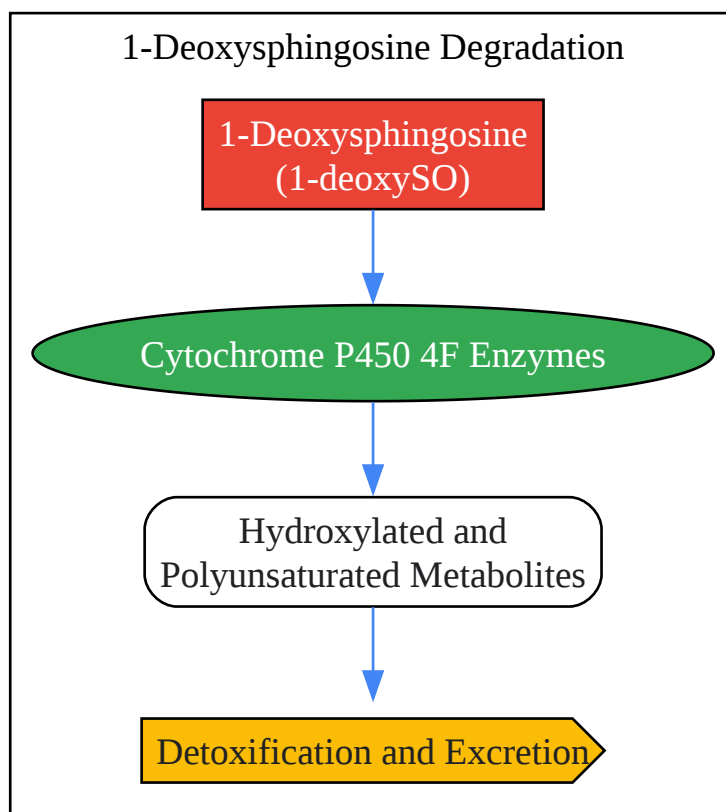 1-Deoxysphingosine Degradation
1-Deoxysphingosine
(1-deoxySO)
Cytochrome P450 4F Enzymes
Hydroxylated and
Polyunsaturated Metabolites
Detoxification and Excretion